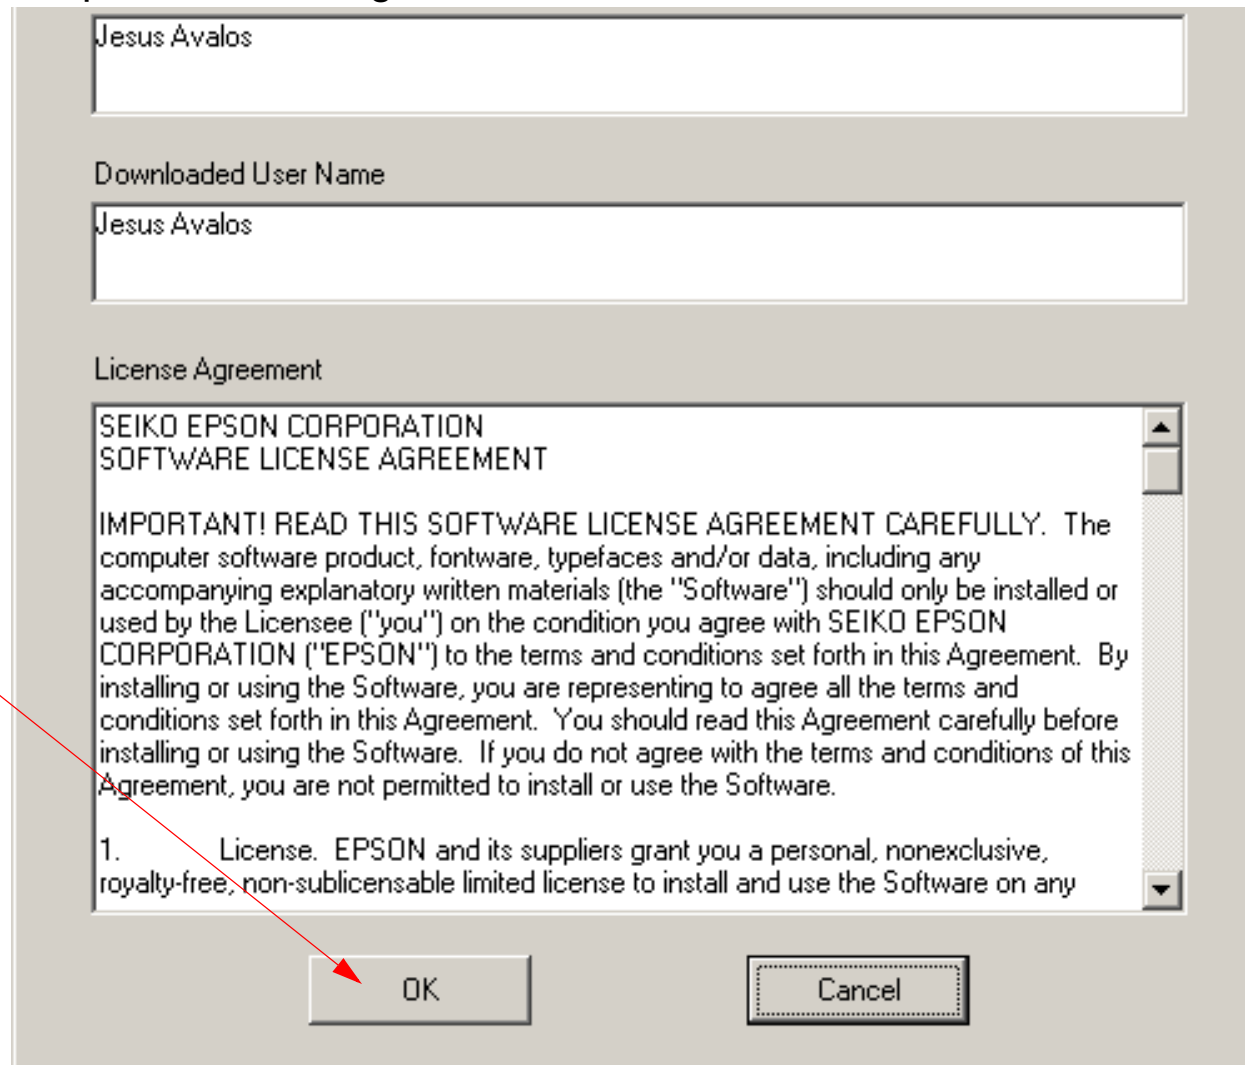 Jesus Avalos
Downloaded User Name
Jesus Avalos
License Agreement
SEIKO EPSON CORPORATION
SOFTWARE LICENSE AGREEMENT
IMPORTANT! READ THIS SOFTWARE LICENSE AGREEMENT CAREFULLY.  The
computer software product, fontware, typefaces and/or data, including any
accompanying explanatory written materials (the "Software") should only be installed or
used by the Licensee ("you") on the condition you agree with SEIKO EPSON
CORPORATION ("EPSON") to the terms and conditions set forth in this Agreement.  By
installing or using the Software, you are representing to agree all the terms and
conditions set forth in this Agreement.  You should read this Agreement carefully before
installing or using the Software.  If you do not agree with the terms and conditions of this
Agreement, you are not permitted to install or use the Software.
1.	License.  EPSON and its suppliers grant you a personal, nonexclusive,
royalty-free, non-sublicensable limited license to install and use the Software on any
OK
Cancel